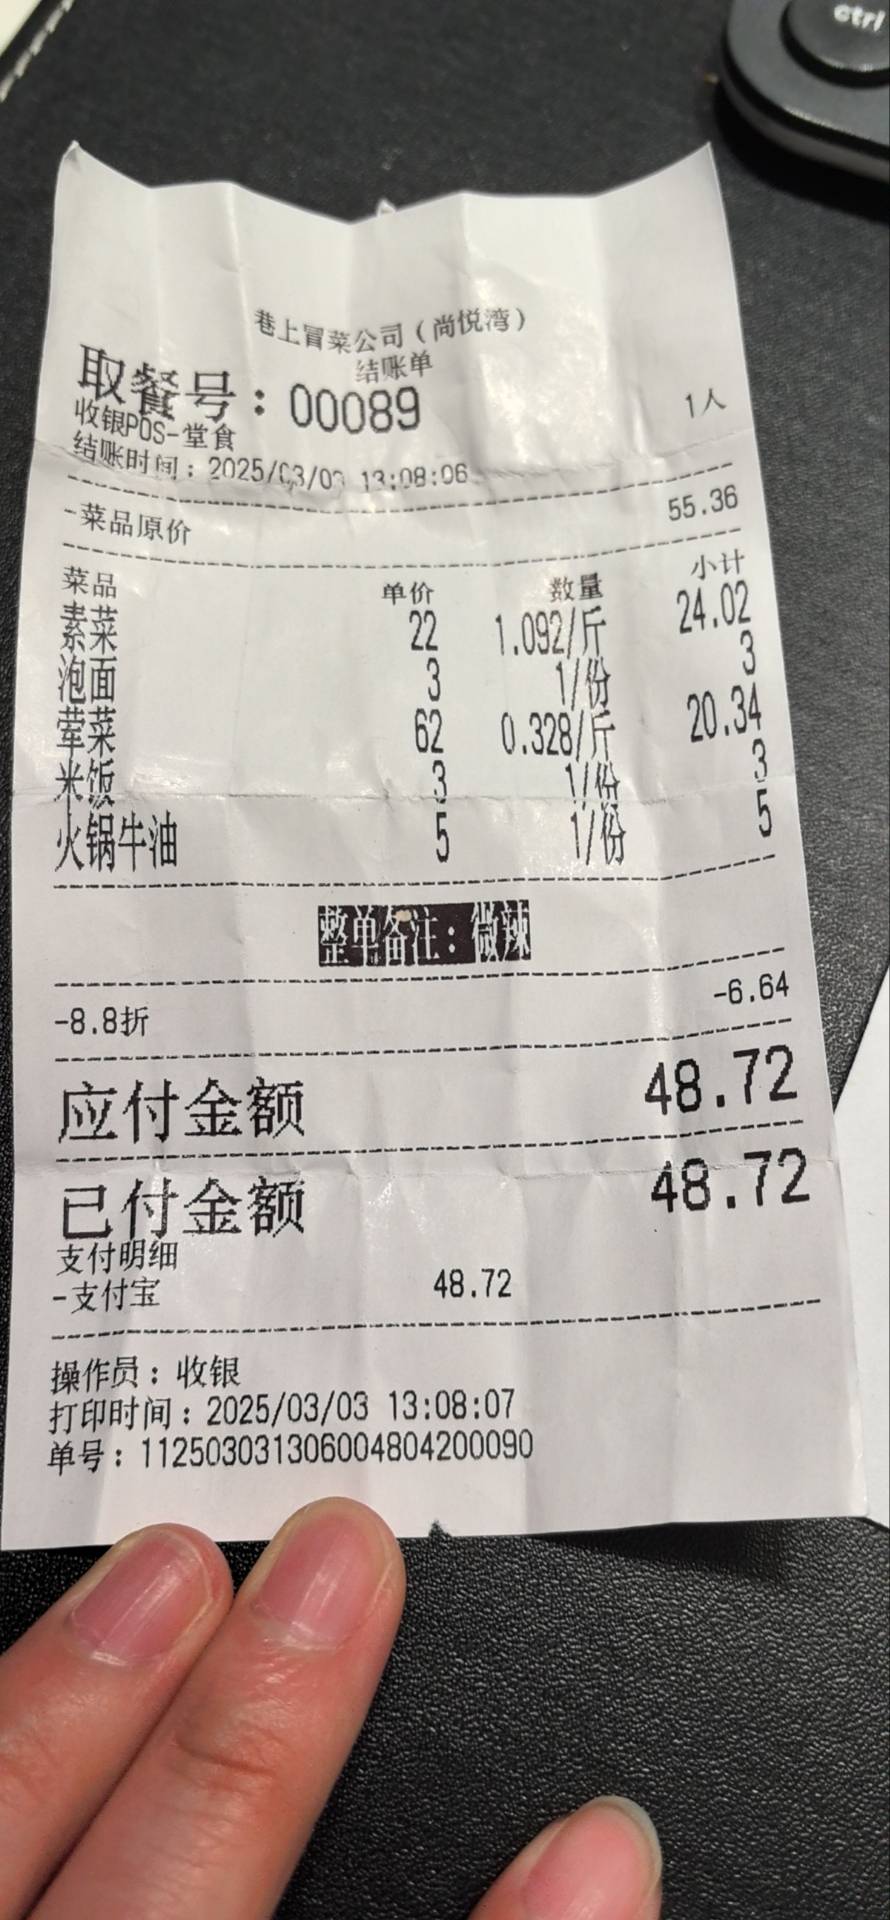 ctrl
巷上冒菜公司(尚悦湾)
结账单
取餐号:00089
1人
收银POS-堂食
结账时间:2025/03/03 13:08:06
-菜品原价 55.36
菜品 单价 数量 小计
素菜 22 1.092/斤 24.02
泡面 3 1/份 3
荤菜 62 0.328/斤 20.34
米饭 3 1/份 3
火锅牛油 5 1/份 5
整单备注:微辣
-8.8折 -6.64
应付金额 48.72
已付金额 48.72
支付明细
-支付宝 48.72
操作员:收银
打印时间:2025/03/03 13:08:07
单号:112503031306004804200090